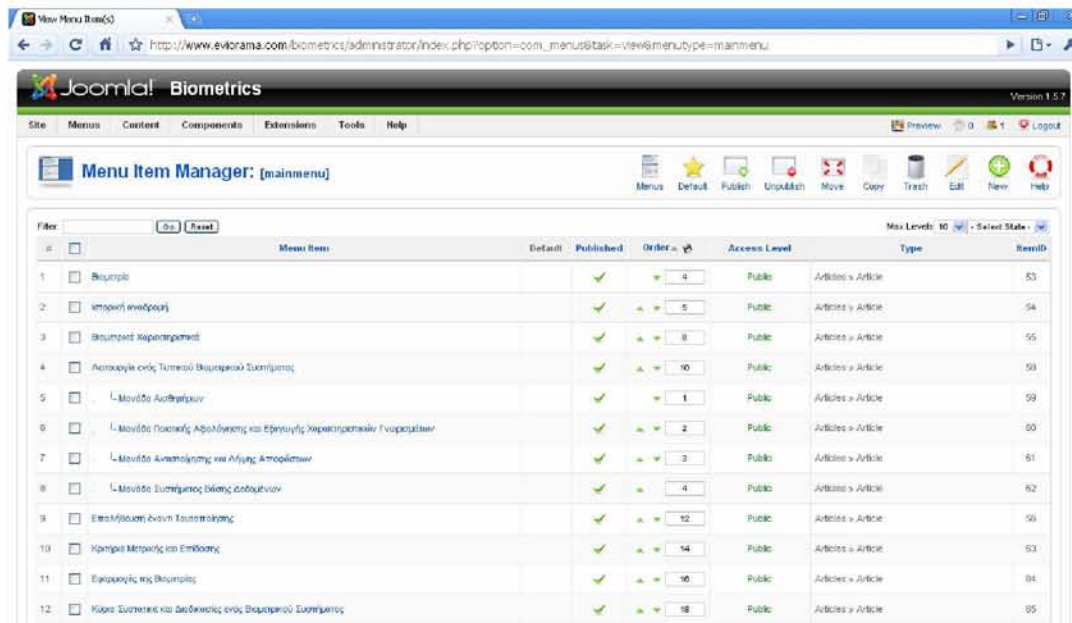 View Menu Item(s)
http://www.eviorama.com/biometrics/administrator/index.php?option=com_menus&task=view&menutype=mainmenu
Joomla! Biometrics
Version 1.5.7
Site Menus Content Components Extensions Tools Help Preview 0 1 Logout
Menu Item Manager: [mainmenu]
Menus Default Publish Unpublish Move Copy Trash Edit New Help
Filter: Go Reset Max Levels 10 - Select State -
# Menu Item Default Published Order Access Level Type ItemID
1 Βιομετρία 4 Public Articles » Article 53
2 Ιστορική αναδρομή 5 Public Articles » Article 54
3 Βιομετρικά Χαρακτηριστικά 8 Public Articles » Article 55
4 Λειτουργία ενός Τυπικού Βιομετρικού Συστήματος 10 Public Articles » Article 58
5 Μονάδα Αισθητήρων 1 Public Articles » Article 59
6 Μονάδα Ποιοτικής Αξιολόγησης και Εξαγωγής Χαρακτηριστικών Γνωρισμάτων 2 Public Articles » Article 60
7 Μονάδα Αντιστοίχησης και Λήψης Αποφάσεων 3 Public Articles » Article 61
8 Μονάδα Συστήματος Βάσης Δεδομένων 4 Public Articles » Article 62
9 Επαλήθευση έναντι Ταυτοποίησης 12 Public Articles » Article 56
10 Κριτήρια Μετρικής και Επίδοσης 14 Public Articles » Article 63
11 Εφαρμογές της Βιομετρίας 16 Public Articles » Article 84
12 Κύρια Συστατικά και Διαδικασίες ενός Βιομετρικού Συστήματος 18 Public Articles » Article 85